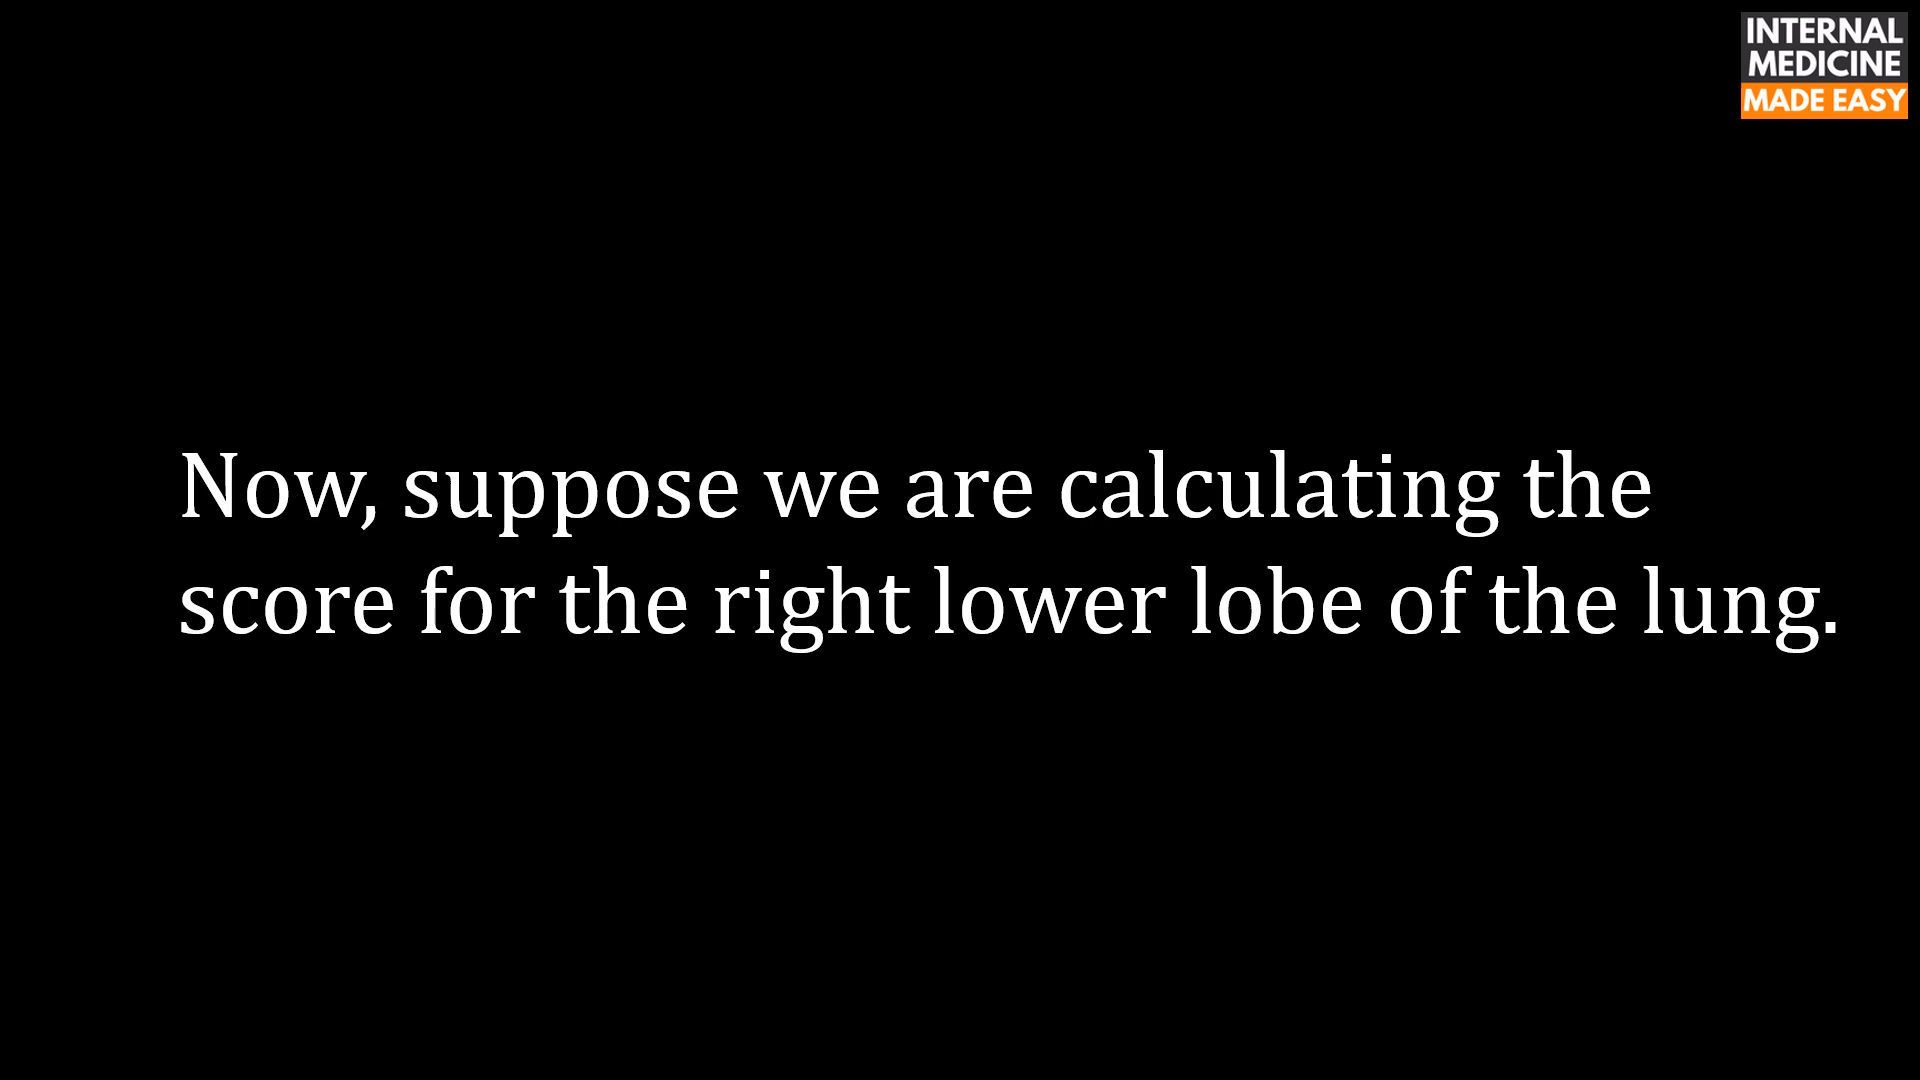 INTERNAL
MEDICINE
MADE EASY
Now, suppose we are calculating the
score for the right lower lobe of the lung.